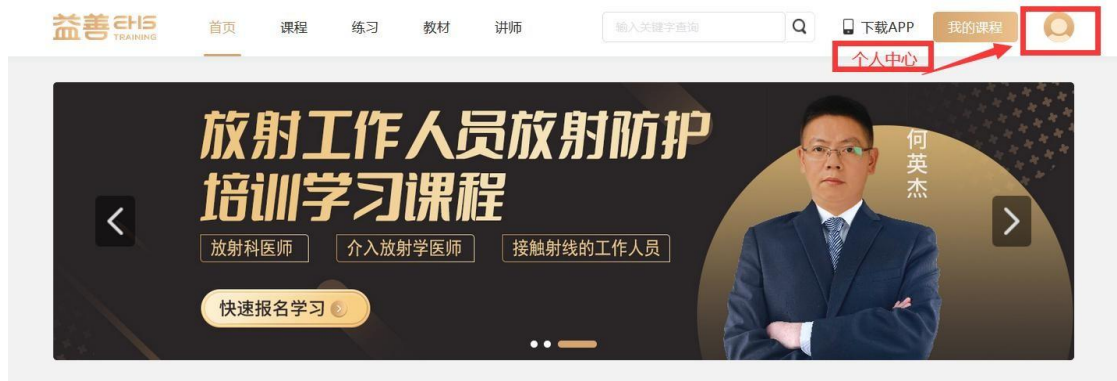 益善 EHS
TRAINING
首页 课程 练习 教材 讲师 输入关键字查询 下载APP 我的课程
个人中心
放射工作人员放射防护
培训学习课程
何英杰
放射科医师 介入放射学医师 接触射线的工作人员
快速报名学习